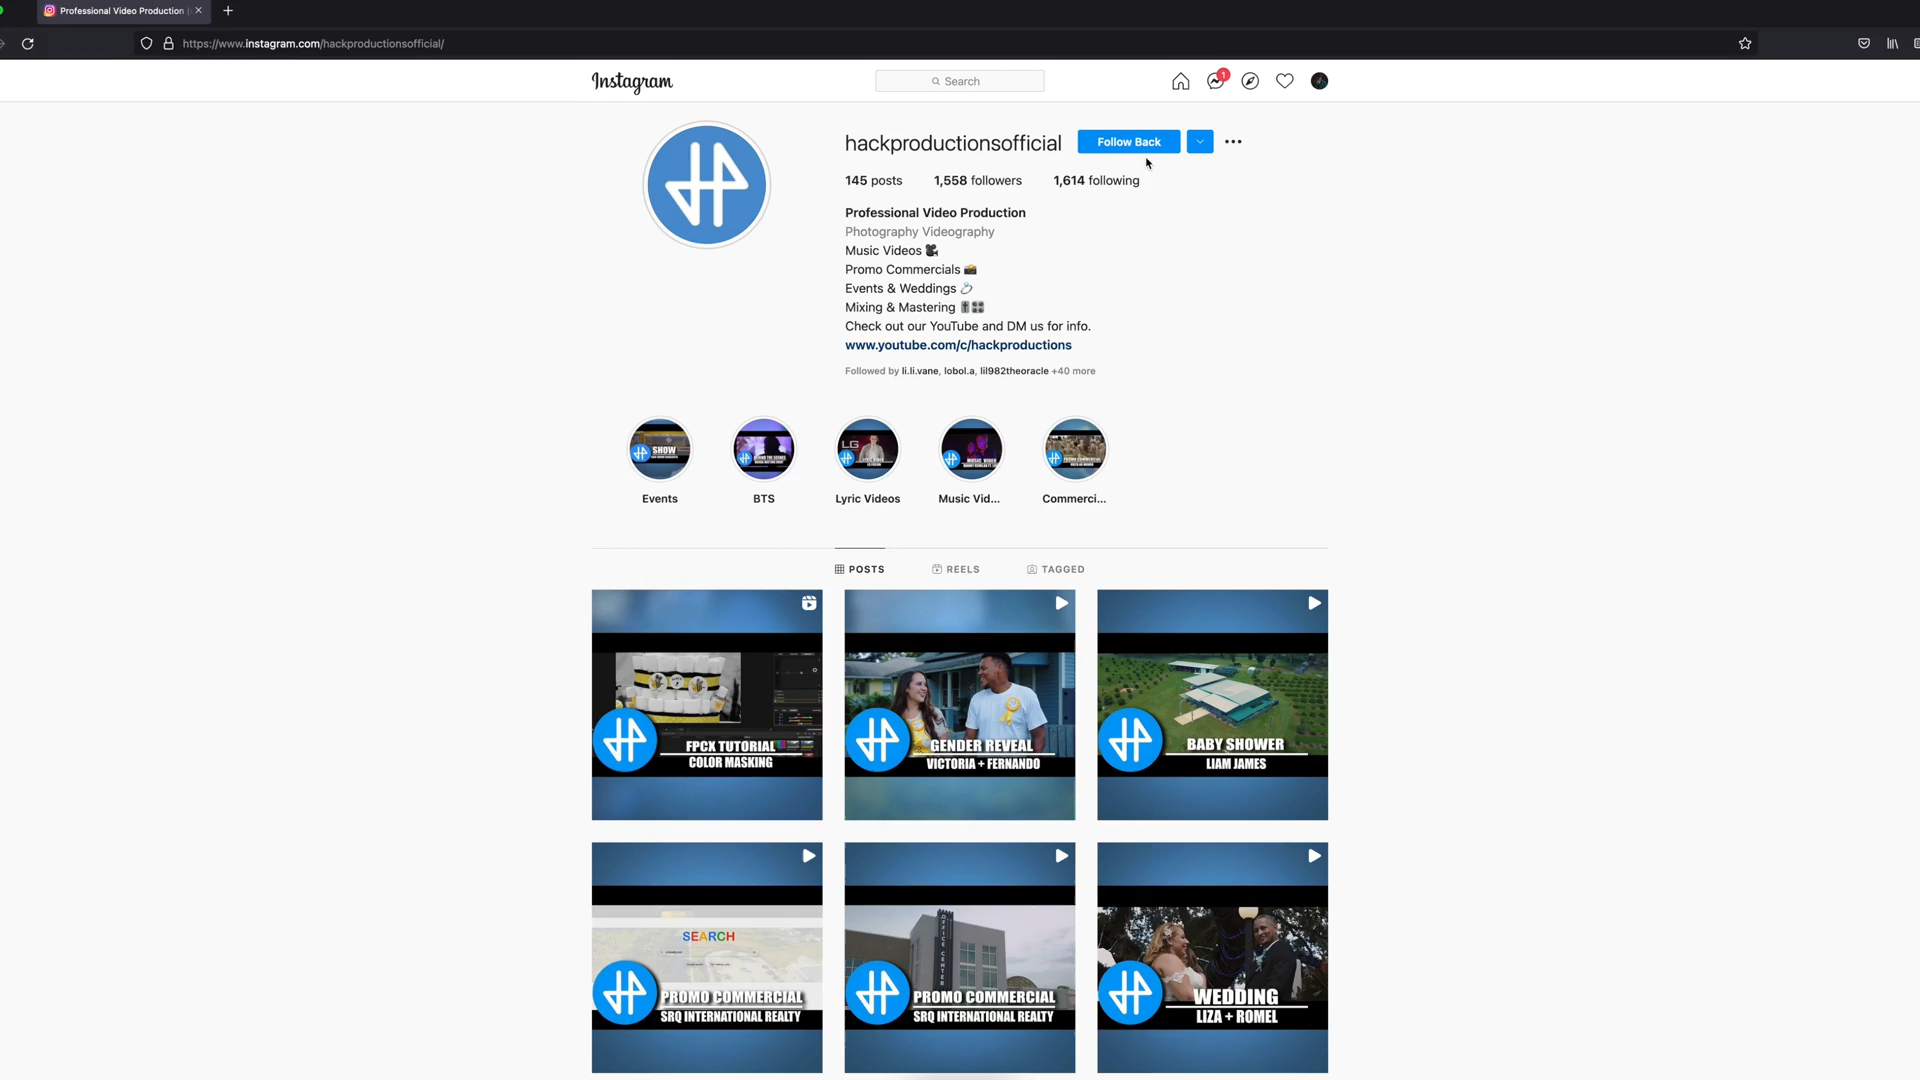 Professional Video Production
https://www.instagram.com/hackproductionsofficial/
Instagram
Search
1
hackproductionsofficial
Follow Back
145 posts 1,558 followers 1,614 following
Professional Video Production
Photography Videography
Music Videos 🎥
Promo Commercials 📸
Events & Weddings 💍
Mixing & Mastering 🎚🎛
Check out our YouTube and DM us for info.
www.youtube.com/c/hackproductions
Followed by li.li.vane, lobol.a, lil982theoracle +40 more
SHOW
LG
Events
BTS
Lyric Videos
Music Vid...
Commerci...
POSTS
REELS
TAGGED
FPCX TUTORIAL
COLOR MASKING
GENDER REVEAL
VICTORIA + FERNANDO
BABY SHOWER
LIAM JAMES
SEARCH
PROMO COMMERCIAL
SRQ INTERNATIONAL REALTY
OFFICE CENTER
PROMO COMMERCIAL
SRQ INTERNATIONAL REALTY
WEDDING
LIZA + ROMEL